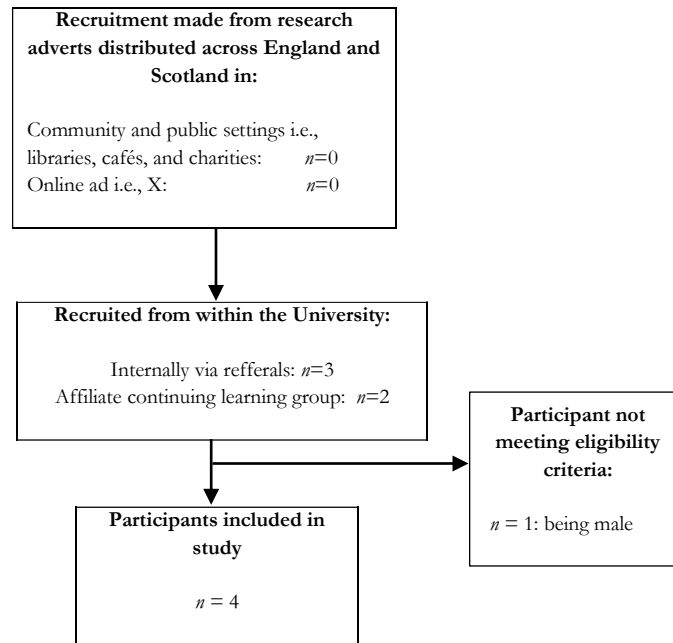 Recruitment made from research
adverts distributed across England and
Scotland in:
Community and public settings i.e.,
libraries, cafés, and charities: n=0
Online ad i.e., X: n=0
Recruited from within the University:
Internally via refferals: n=3
Affiliate continuing learning group: n=2
Participant not
meeting eligibility
criteria:
n = 1: being male
Participants included in
study
n = 4